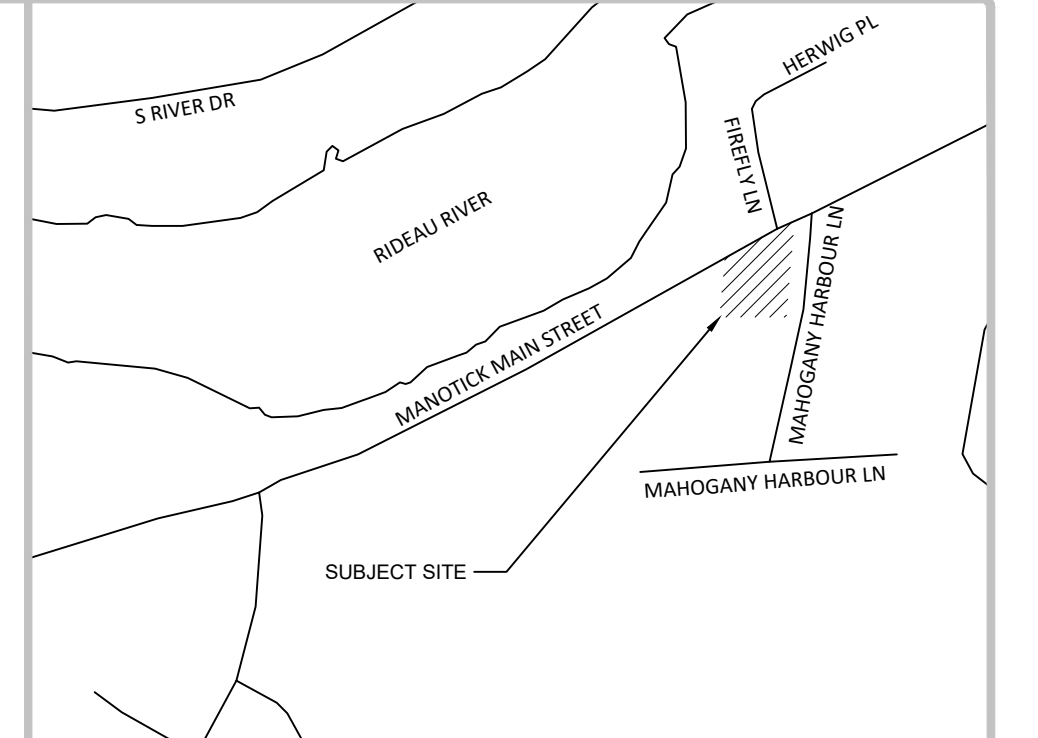 HERWIG PL
S RIVER DR
FIREFLY LN
RIDEAU RIVER
MAHOGANY HARBOUR LN
MANOTICK MAIN STREET
MAHOGANY HARBOUR LN
SUBJECT SITE